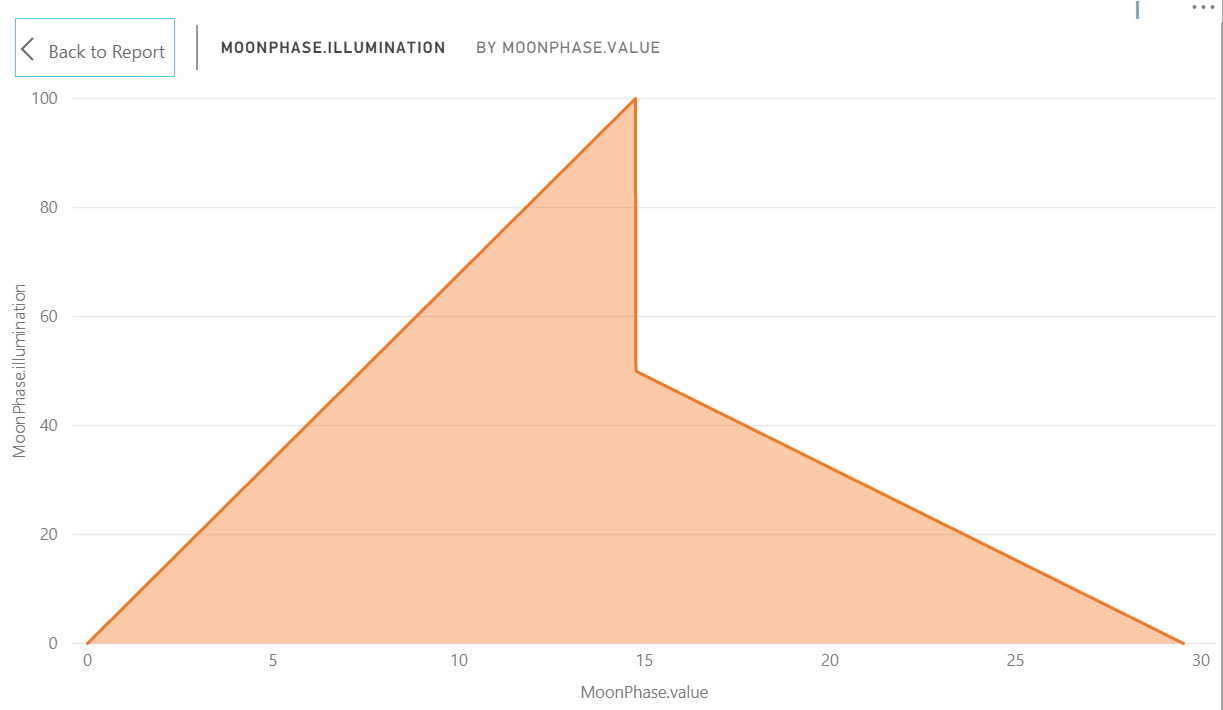 Back to Report
MOONPHASE.ILLUMINATION BY MOONPHASE.VALUE
100
80
60
40
20
0
MoonPhase.illumination
0 5 10 15 20 25 30
MoonPhase.value